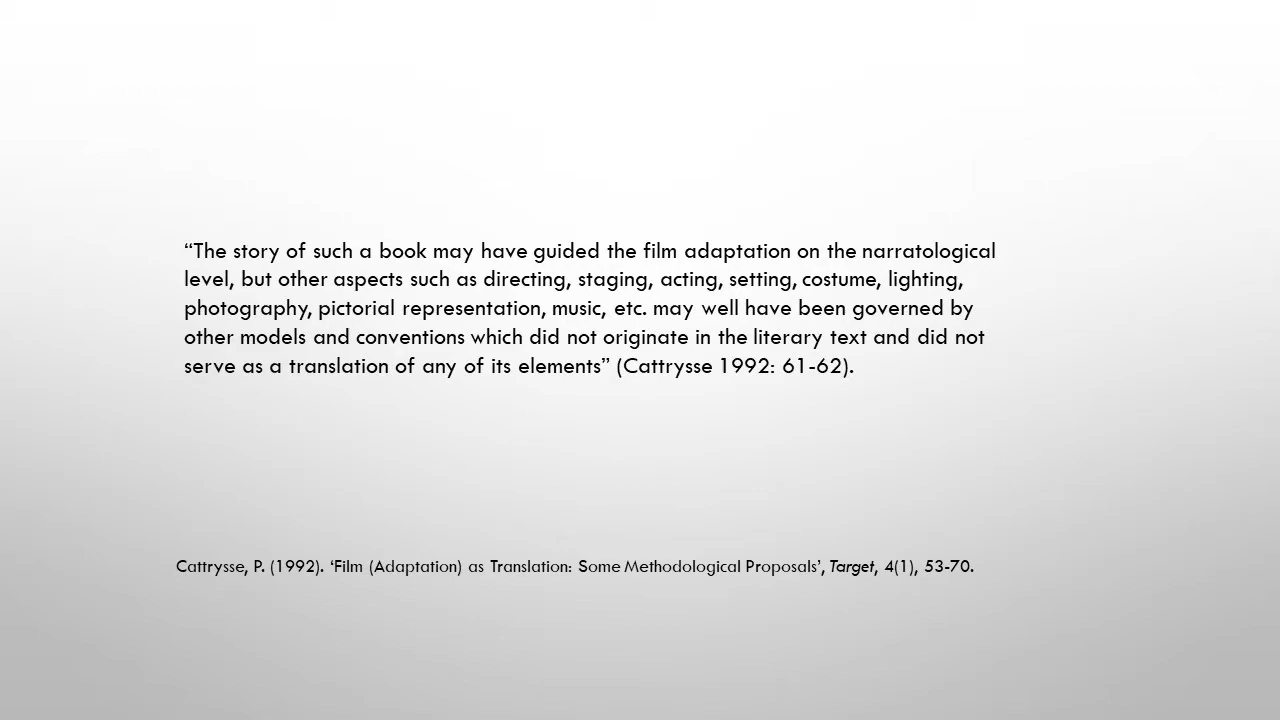 “The story of such a book may have guided the film adaptation on the narratological
level, but other aspects such as directing, staging, acting, setting, costume, lighting,
photography, pictorial representation, music, etc. may well have been governed by
other models and conventions which did not originate in the literary text and did not
serve as a translation of any of its elements” (Cattrysse 1992: 61-62).
Cattrysse, P. (1992). ‘Film (Adaptation) as Translation: Some Methodological Proposals’, Target, 4(1), 53-70.